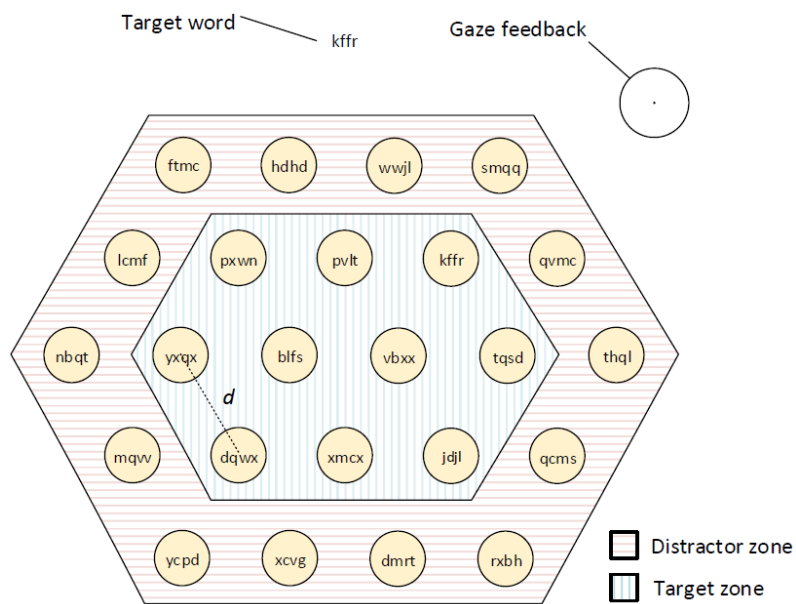 Target word
Gaze feedback
kffr
ftmc hdhd wwjl smqq
lcmf pxwn pvlt kffr qvmc
nbqt yxqx blfs vbxx tqsd thql
d
mqvv dqwx xmcx jdjl qcms
ycpd xcvg dmrt rxbh
Distractor zone
Target zone